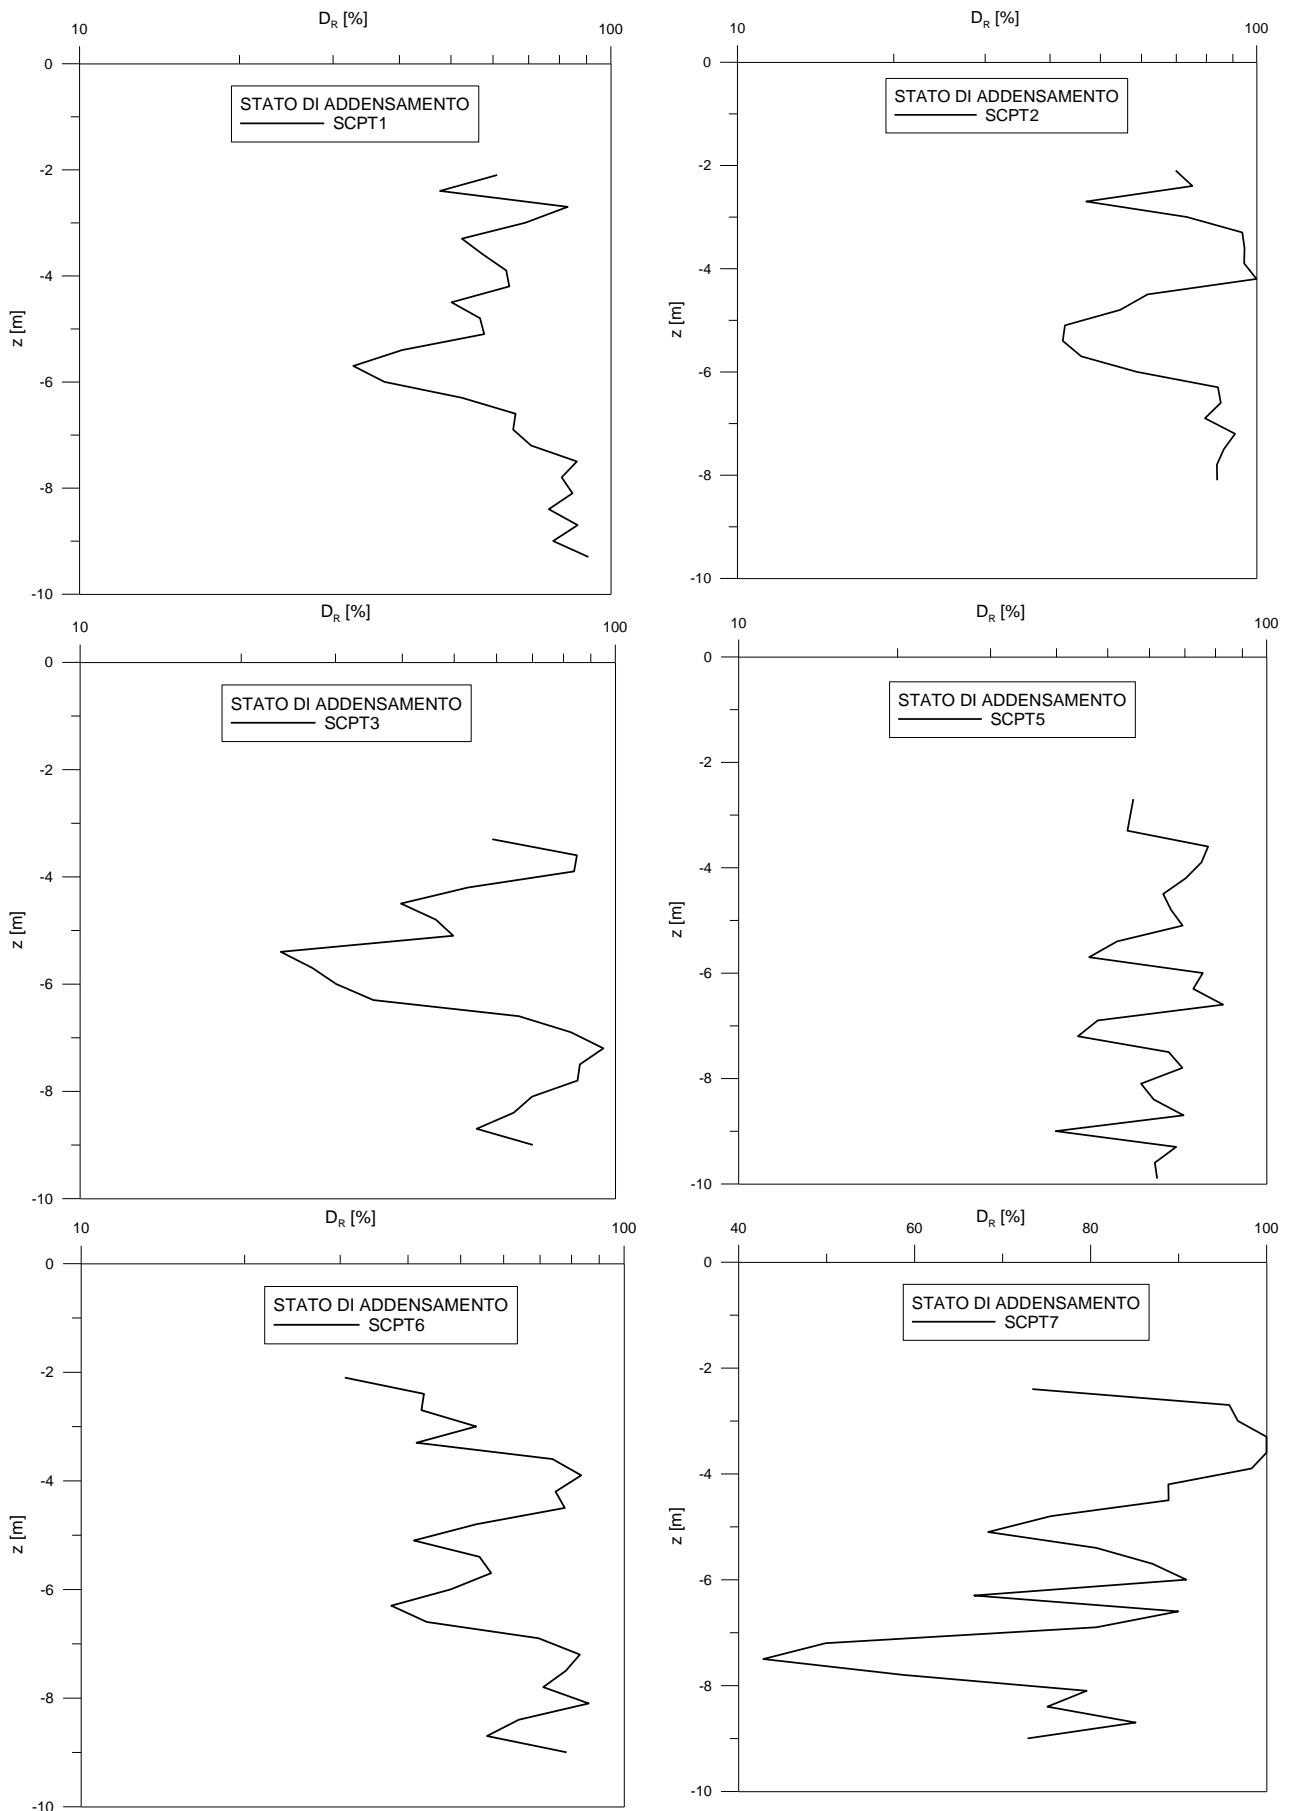 D_R [%]
10 100
0
STATO DI ADDENSAMENTO
SCPT1
-2
-4
z [m]
-6
-8
-10
D_R [%]
10 100
0
STATO DI ADDENSAMENTO
SCPT2
-2
-4
z [m]
-6
-8
-10
D_R [%]
10 100
0
STATO DI ADDENSAMENTO
SCPT3
-2
-4
z [m]
-6
-8
-10
D_R [%]
10 100
0
STATO DI ADDENSAMENTO
SCPT5
-2
-4
z [m]
-6
-8
-10
D_R [%]
10 100
0
STATO DI ADDENSAMENTO
SCPT6
-2
-4
z [m]
-6
-8
-10
D_R [%]
40 60 80 100
0
STATO DI ADDENSAMENTO
SCPT7
-2
-4
z [m]
-6
-8
-10